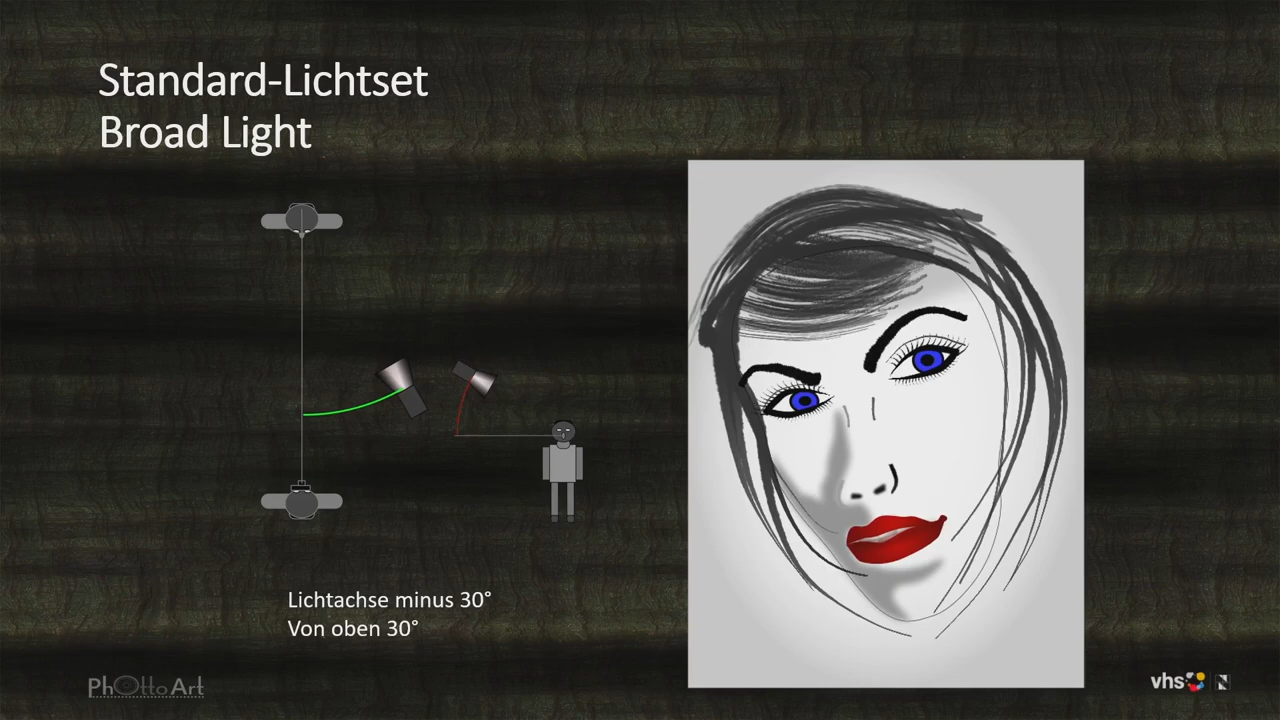 Standard-Lichtset
Broad Light
Lichtachse minus 30°
Von oben 30°
PhOttoArt
vhs